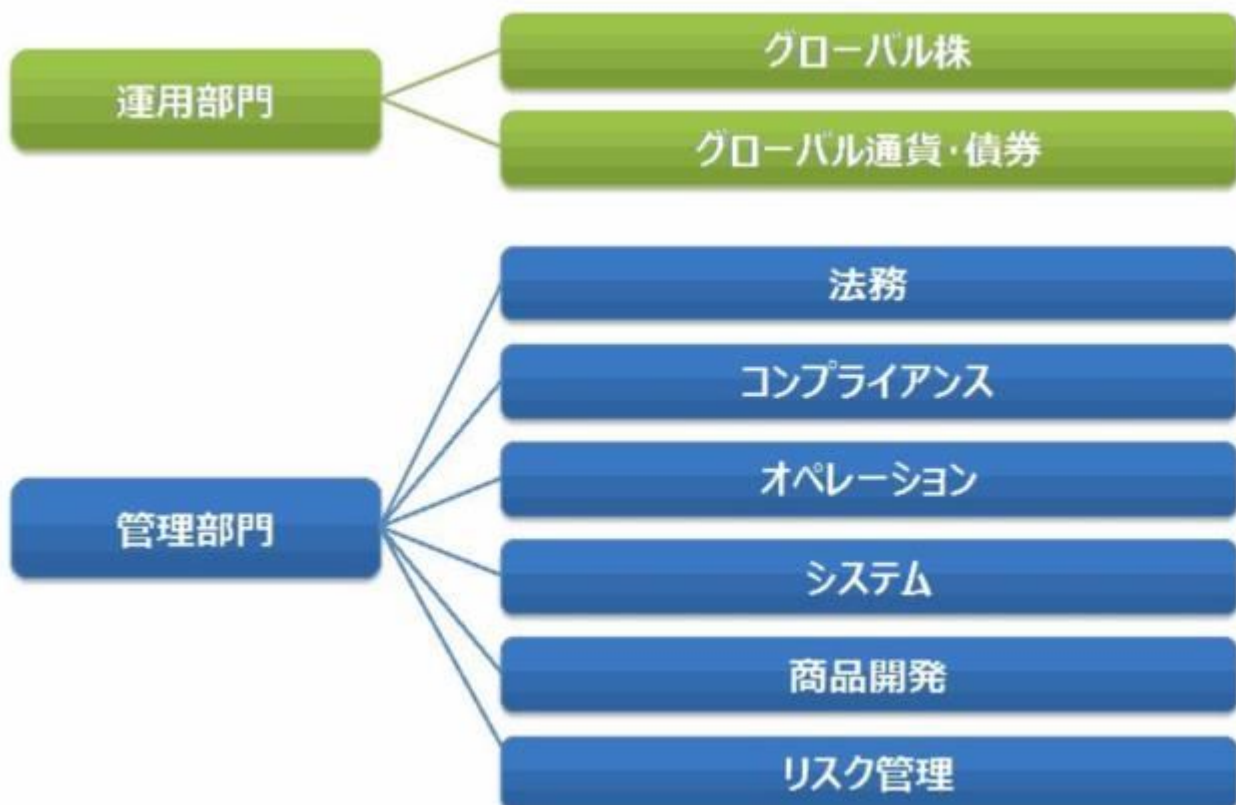 運用部門
グローバル株
グローバル通貨・債券
管理部門
法務
コンプライアンス
オペレーション
システム
商品開発
リスク管理